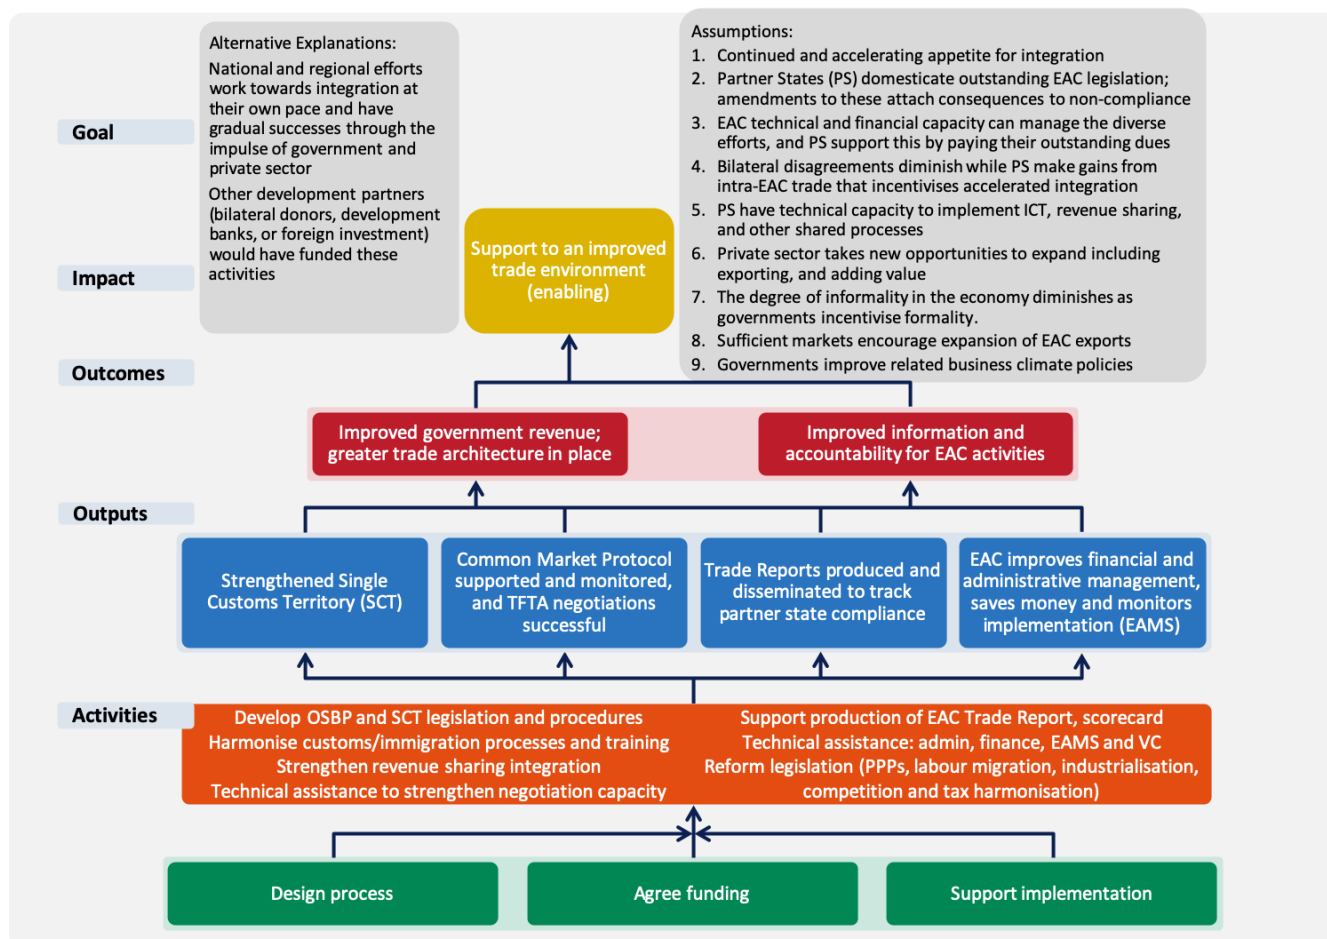 Goal
Impact
Outcomes
Outputs
Activities
Alternative Explanations:
National and regional efforts
work towards integration at
their own pace and have
gradual successes through the
impulse of government and
private sector
Other development partners
(bilateral donors, development
banks, or foreign investment)
would have funded these
activities
Support to an improved
trade environment
(enabling)
Assumptions:
1. Continued and accelerating appetite for integration
2. Partner States (PS) domesticate outstanding EAC legislation;
amendments to these attach consequences to non-compliance
3. EAC technical and financial capacity can manage the diverse
efforts, and PS support this by paying their outstanding dues
4. Bilateral disagreements diminish while PS make gains from
intra-EAC trade that incentivises accelerated integration
5. PS have technical capacity to implement ICT, revenue sharing,
and other shared processes
6. Private sector takes new opportunities to expand including
exporting, and adding value
7. The degree of informality in the economy diminishes as
governments incentivise formality.
8. Sufficient markets encourage expansion of EAC exports
9. Governments improve related business climate policies
Improved government revenue;
greater trade architecture in place
Improved information and
accountability for EAC activities
Strengthened Single
Customs Territory (SCT)
Common Market Protocol
supported and monitored,
and TFTA negotiations
successful
Trade Reports produced and
disseminated to track
partner state compliance
EAC improves financial and
administrative management,
saves money and monitors
implementation (EAMS)
Develop OSBP and SCT legislation and procedures
Harmonise customs/immigration processes and training
Strengthen revenue sharing integration
Technical assistance to strengthen negotiation capacity
Support production of EAC Trade Report, scorecard
Technical assistance: admin, finance, EAMS and VC
Reform legislation (PPPs, labour migration, industrialisation,
competition and tax harmonisation)
Design process
Agree funding
Support implementation